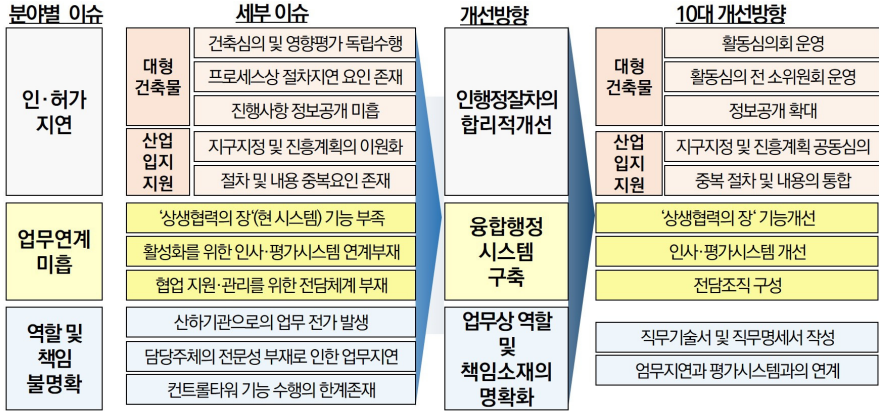 분야별 이슈
세부 이슈
개선방향
10대 개선방향
인·허가
지연
대형
건축물
건축심의 및 영향평가 독립수행
프로세스상 절차지연 요인 존재
진행사항 정보공개 미흡
산업
입지
지원
지구지정 및 진흥계획의 이원화
절차 및 내용 중복요인 존재
인행정잘차의
합리적개선
대형
건축물
활동심의회 운영
활동심의 전 소위원회 운영
정보공개 확대
산업
입지
지원
지구지정 및 진흥계획 공동심의
중복 절차 및 내용의 통합
업무연계
미흡
'상생협력의 장'(현 시스템) 기능 부족
활성화를 위한 인사·평가시스템 연계부재
협업 지원·관리를 위한 전담체계 부재
융합행정
시스템
구축
'상생협력의 장' 기능개선
인사·평가시스템 개선
전담조직 구성
역할 및
책임
불명확
산하기관으로의 업무 전가 발생
담당주체의 전문성 부재로 인한 업무지연
컨트롤타워 기능 수행의 한계존재
업무상 역할
및
책임소재의
명확화
직무기술서 및 직무명세서 작성
엄무지연과 평가시스템과의 연계